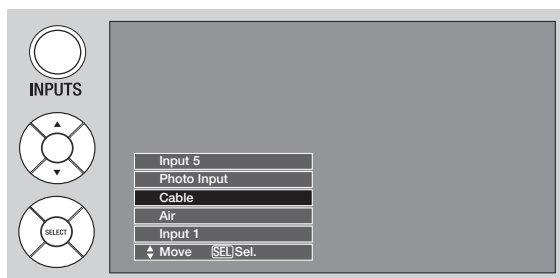 INPUTS
SELECT
Input 5
Photo Input
Cable
Air
Input 1
Move SEL Sel.